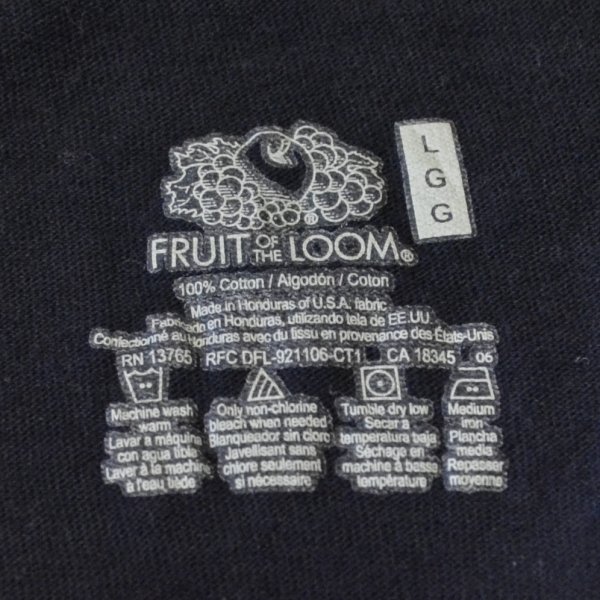 L
G
G
FRUIT OF THE LOOM®
100% Cotton / Algodón / Coton
Made in Honduras of U.S.A. fabric
Fabricado en Honduras, utilizando tela de EE.UU.
Confectionné au Honduras avec du tissu en provenance des États-Unis
RN 13765 RFC DFL-921106-CT1 CA 18345 06
Machine wash
warm
Lavar a máquina
con agua tibia
Laver à la machine
à l'eau tiède
Only non-chlorine
bleach when needed
Blanqueador sin cloro
Javellisant sans
chlore seulement
si nécessaire
Tumble dry low
Secar a
temperatura baja
Séchage en
machine à basse
température
Medium
iron
Plancha
media
Repasser
moyenne